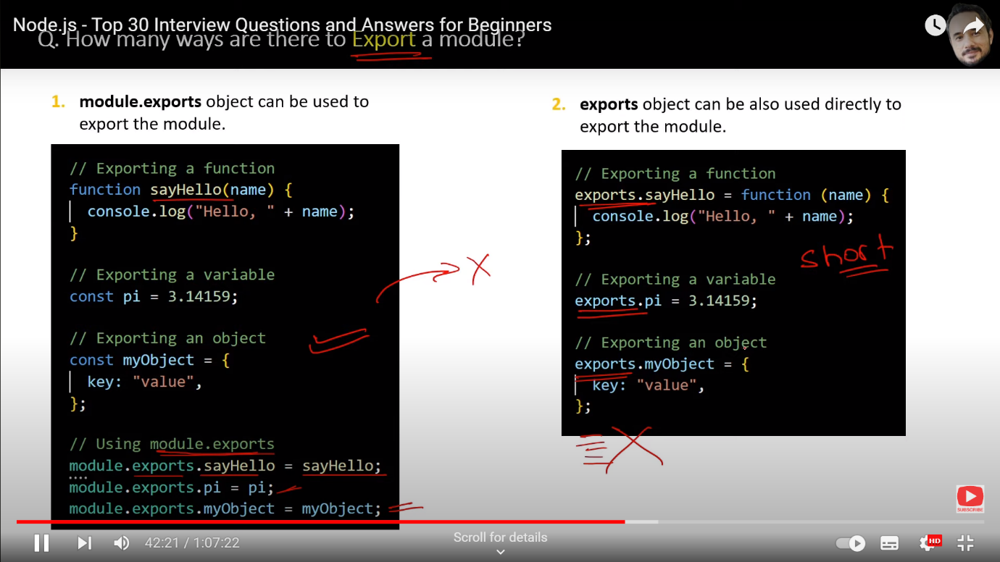 Node.js - Top 30 Interview Questions and Answers for Beginners
Q. How many ways are there to Export a module?
1. module.exports object can be used to
export the module.
// Exporting a function
function sayHello(name) {
console.log("Hello, " + name);
}
// Exporting a variable
const pi = 3.14159;
// Exporting an object
const myObject = {
key: "value",
};
// Using module.exports
module.exports.sayHello = sayHello;
module.exports.pi = pi;
module.exports.myObject = myObject;
2. exports object can be also used directly to
export the module.
// Exporting a function
exports.sayHello = function (name) {
console.log("Hello, " + name);
};
short
// Exporting a variable
exports.pi = 3.14159;
// Exporting an object
exports.myObject = {
key: "value",
};
X
X
SUBSCRIBE
42:21 / 1:07:22
Scroll for details
HD